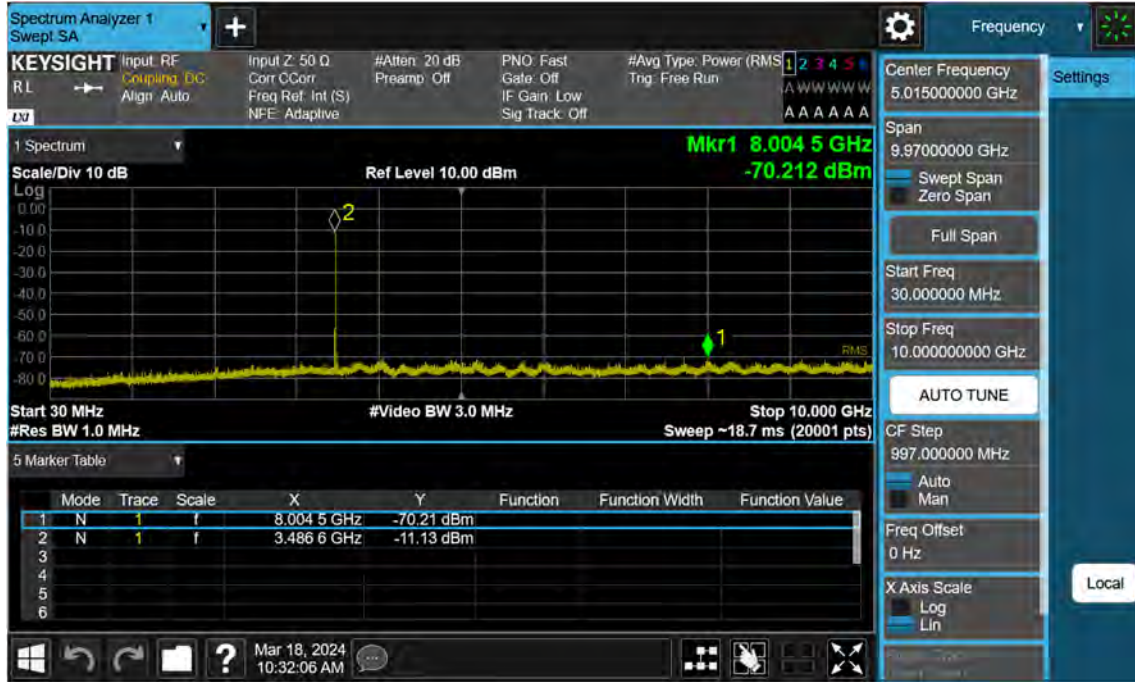 Spectrum Analyzer 1
Swept SA
+
Frequency
KEYSIGHT
R L
LXI
Input: RF
Coupling: DC
Align: Auto
Input Z: 50 Ω
Corr CCorr
Freq Ref: Int (S)
NFE: Adaptive
#Atten: 20 dB
Preamp: Off
PNO: Fast
Gate: Off
IF Gain: Low
Sig Track: Off
#Avg Type: Power (RMS
Trig: Free Run
1 2 3 4 5 6
A W W W W W
A A A A A A
1 Spectrum
Scale/Div 10 dB
Ref Level 10.00 dBm
Mkr1 8.004 5 GHz
-70.212 dBm
Log
0.00
-10.0
-20.0
-30.0
-40.0
-50.0
-60.0
-70.0
-80.0
2
1
RMS
Start 30 MHz
#Video BW 3.0 MHz
Stop 10.000 GHz
#Res BW 1.0 MHz
Sweep ~18.7 ms (20001 pts)
5 Marker Table
Mode Trace Scale X Y Function Function Width Function Value
1 N 1 f 8.004 5 GHz -70.21 dBm
2 N 1 f 3.486 6 GHz -11.13 dBm
3
4
5
6
?
Mar 18, 2024
10:32:06 AM
Center Frequency
5.015000000 GHz
Span
9.97000000 GHz
Swept Span
Zero Span
Full Span
Start Freq
30.000000 MHz
Stop Freq
10.000000000 GHz
AUTO TUNE
CF Step
997.000000 MHz
Auto
Man
Freq Offset
0 Hz
X Axis Scale
Log
Lin
Settings
Local